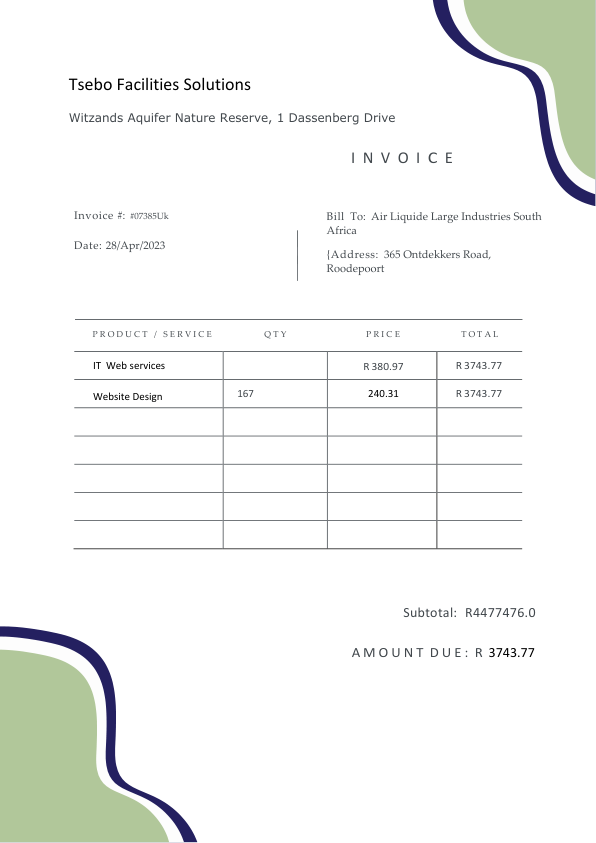 Tsebo Facilities Solutions
Witzands Aquifer Nature Reserve, 1 Dassenberg Drive
INVOICE
Invoice #: #07385Uk
Date: 28/Apr/2023
Bill To: Air Liquide Large Industries South
Africa
{Address: 365 Ontdekkers Road,
Roodepoort
PRODUCT / SERVICE QTY PRICE TOTAL
IT Web services R 380.97 R 3743.77
Website Design 167 240.31 R 3743.77
Subtotal: R4477476.0
AMOUNT DUE: R 3743.77